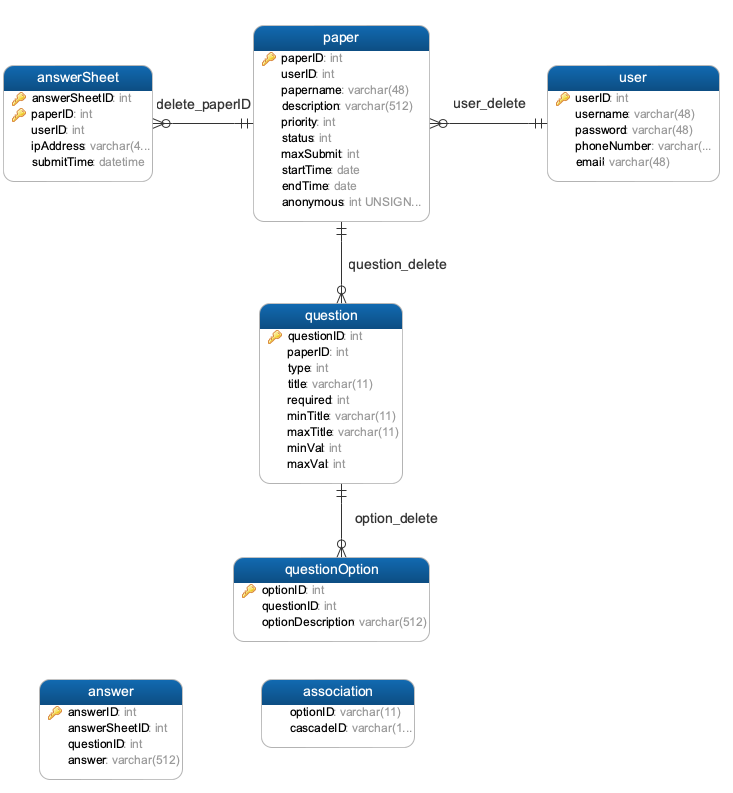 paper
paperID: int
userID: int
papername: varchar(48)
description: varchar(512)
priority: int
status: int
maxSubmit: int
startTime: date
endTime: date
anonymous: int UNSIGN...
answerSheet
answerSheetID: int
paperID: int
userID: int
ipAddress: varchar(4...
submitTime: datetime
delete_paperID
user_delete
user
userID: int
username: varchar(48)
password: varchar(48)
phoneNumber: varchar(...
email: varchar(48)
question_delete
question
questionID: int
paperID: int
type: int
title: varchar(11)
required: int
minTitle: varchar(11)
maxTitle: varchar(11)
minVal: int
maxVal: int
option_delete
questionOption
optionID: int
questionID: int
optionDescription: varchar(512)
answer
answerID: int
answerSheetID: int
questionID: int
answer: varchar(512)
association
optionID: varchar(11)
cascadeID: varchar(1...